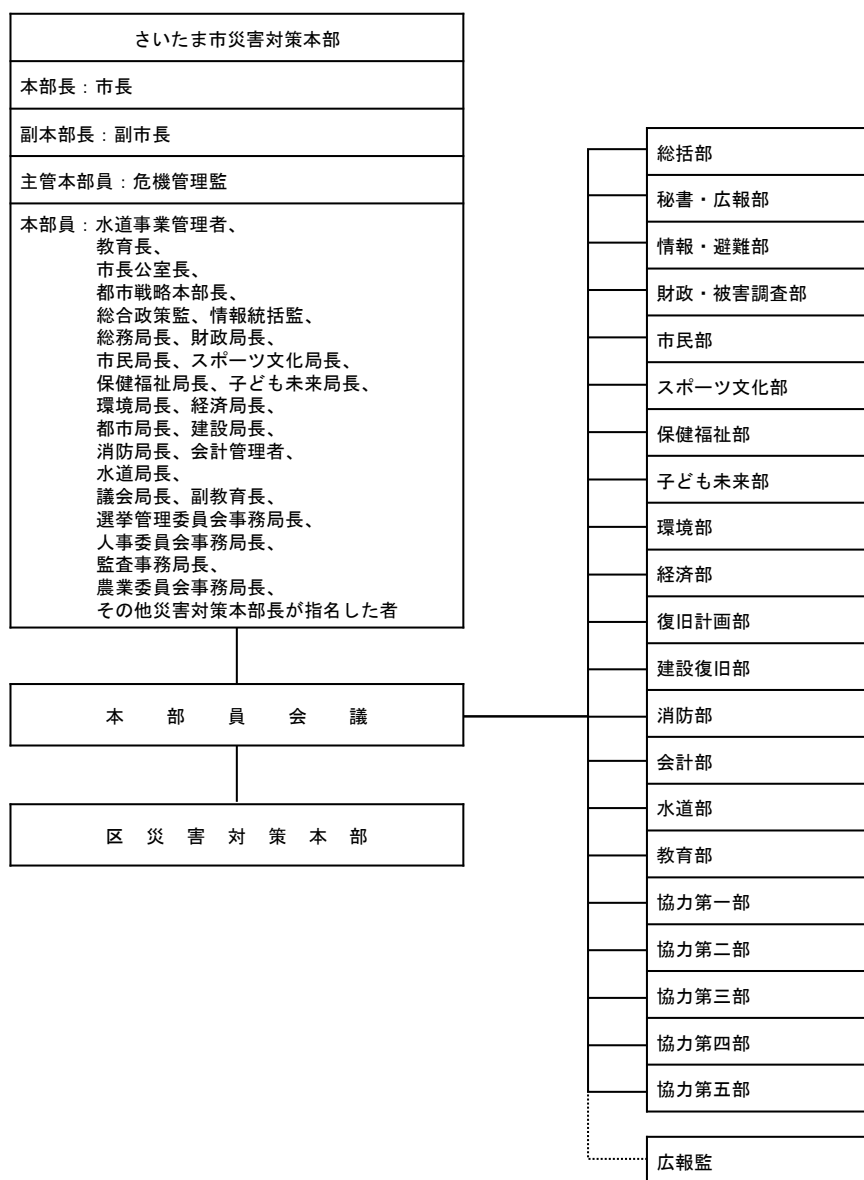 さいたま市災害対策本部
本部長：市長
副本部長：副市長
主管本部員：危機管理監
本部員：水道事業管理者、
教育長、
市長公室長、
都市戦略本部長、
総合政策監、情報統括監、
総務局長、財政局長、
市民局長、スポーツ文化局長、
保健福祉局長、子ども未来局長、
環境局長、経済局長、
都市局長、建設局長、
消防局長、会計管理者、
水道局長、
議会局長、副教育長、
選挙管理委員会事務局長、
人事委員会事務局長、
監査事務局長、
農業委員会事務局長、
その他災害対策本部長が指名した者
本部員会議
区災害対策本部
総括部
秘書・広報部
情報・避難部
財政・被害調査部
市民部
スポーツ文化部
保健福祉部
子ども未来部
環境部
経済部
復旧計画部
建設復旧部
消防部
会計部
水道部
教育部
協力第一部
協力第二部
協力第三部
協力第四部
協力第五部
広報監